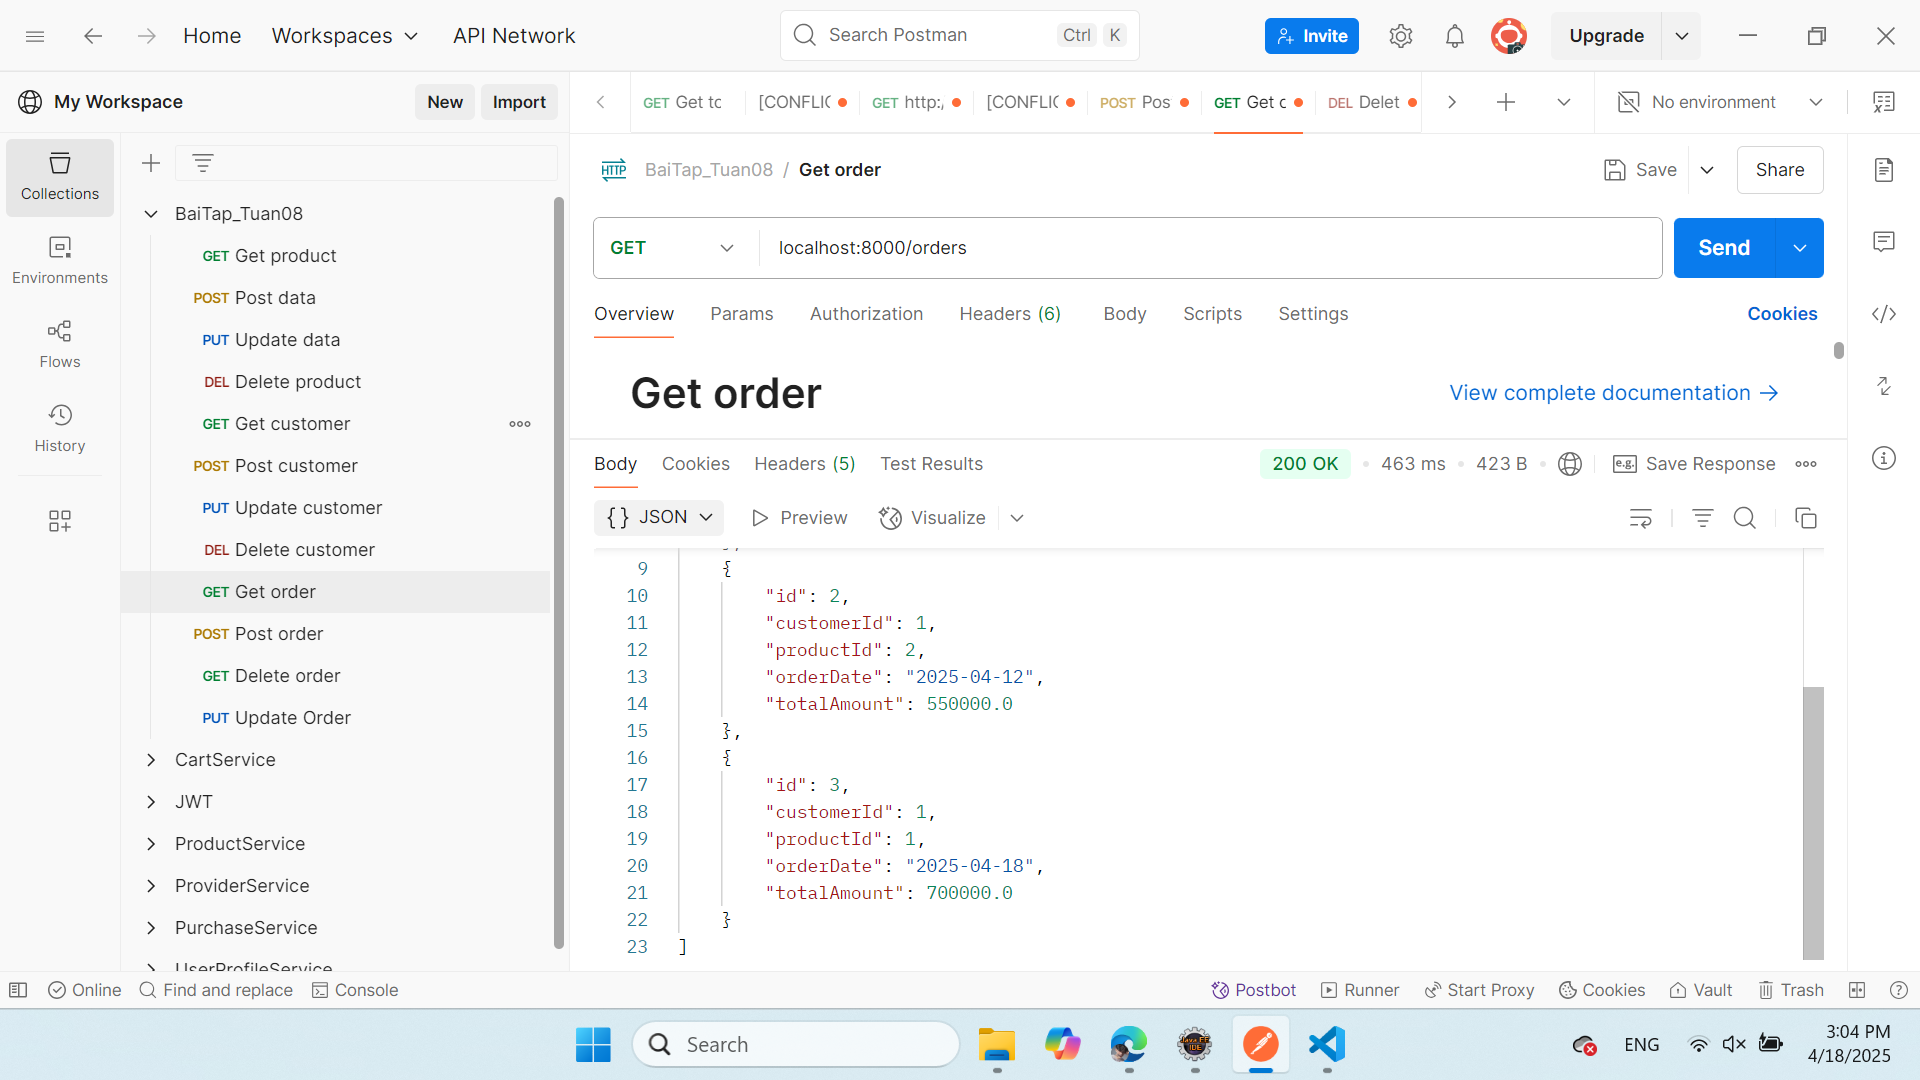 Home Workspaces API Network Search Postman Ctrl K Invite Upgrade
My Workspace New Import GET Get to [CONFLIC GET http:/ [CONFLIC POST Pos GET Get c DEL Delet No environment
Collections
Environments
Flows
History
BaiTap_Tuan08
GET Get product
POST Post data
PUT Update data
DEL Delete product
GET Get customer
POST Post customer
PUT Update customer
DEL Delete customer
GET Get order
POST Post order
GET Delete order
PUT Update Order
CartService
JWT
ProductService
ProviderService
PurchaseService
UserProfileService
HTTP BaiTap_Tuan08 / Get order Save Share
GET localhost:8000/orders Send
Overview Params Authorization Headers (6) Body Scripts Settings Cookies
Get order View complete documentation →
Body Cookies Headers (5) Test Results 200 OK 463 ms 423 B e.g. Save Response
{} JSON Preview Visualize
9 {
10 "id": 2,
11 "customerId": 1,
12 "productId": 2,
13 "orderDate": "2025-04-12",
14 "totalAmount": 550000.0
15 },
16 {
17 "id": 3,
18 "customerId": 1,
19 "productId": 1,
20 "orderDate": "2025-04-18",
21 "totalAmount": 700000.0
22 }
23 ]
Online Find and replace Console Postbot Runner Start Proxy Cookies Vault Trash
Search Java EE IDE ENG 3:04 PM
4/18/2025